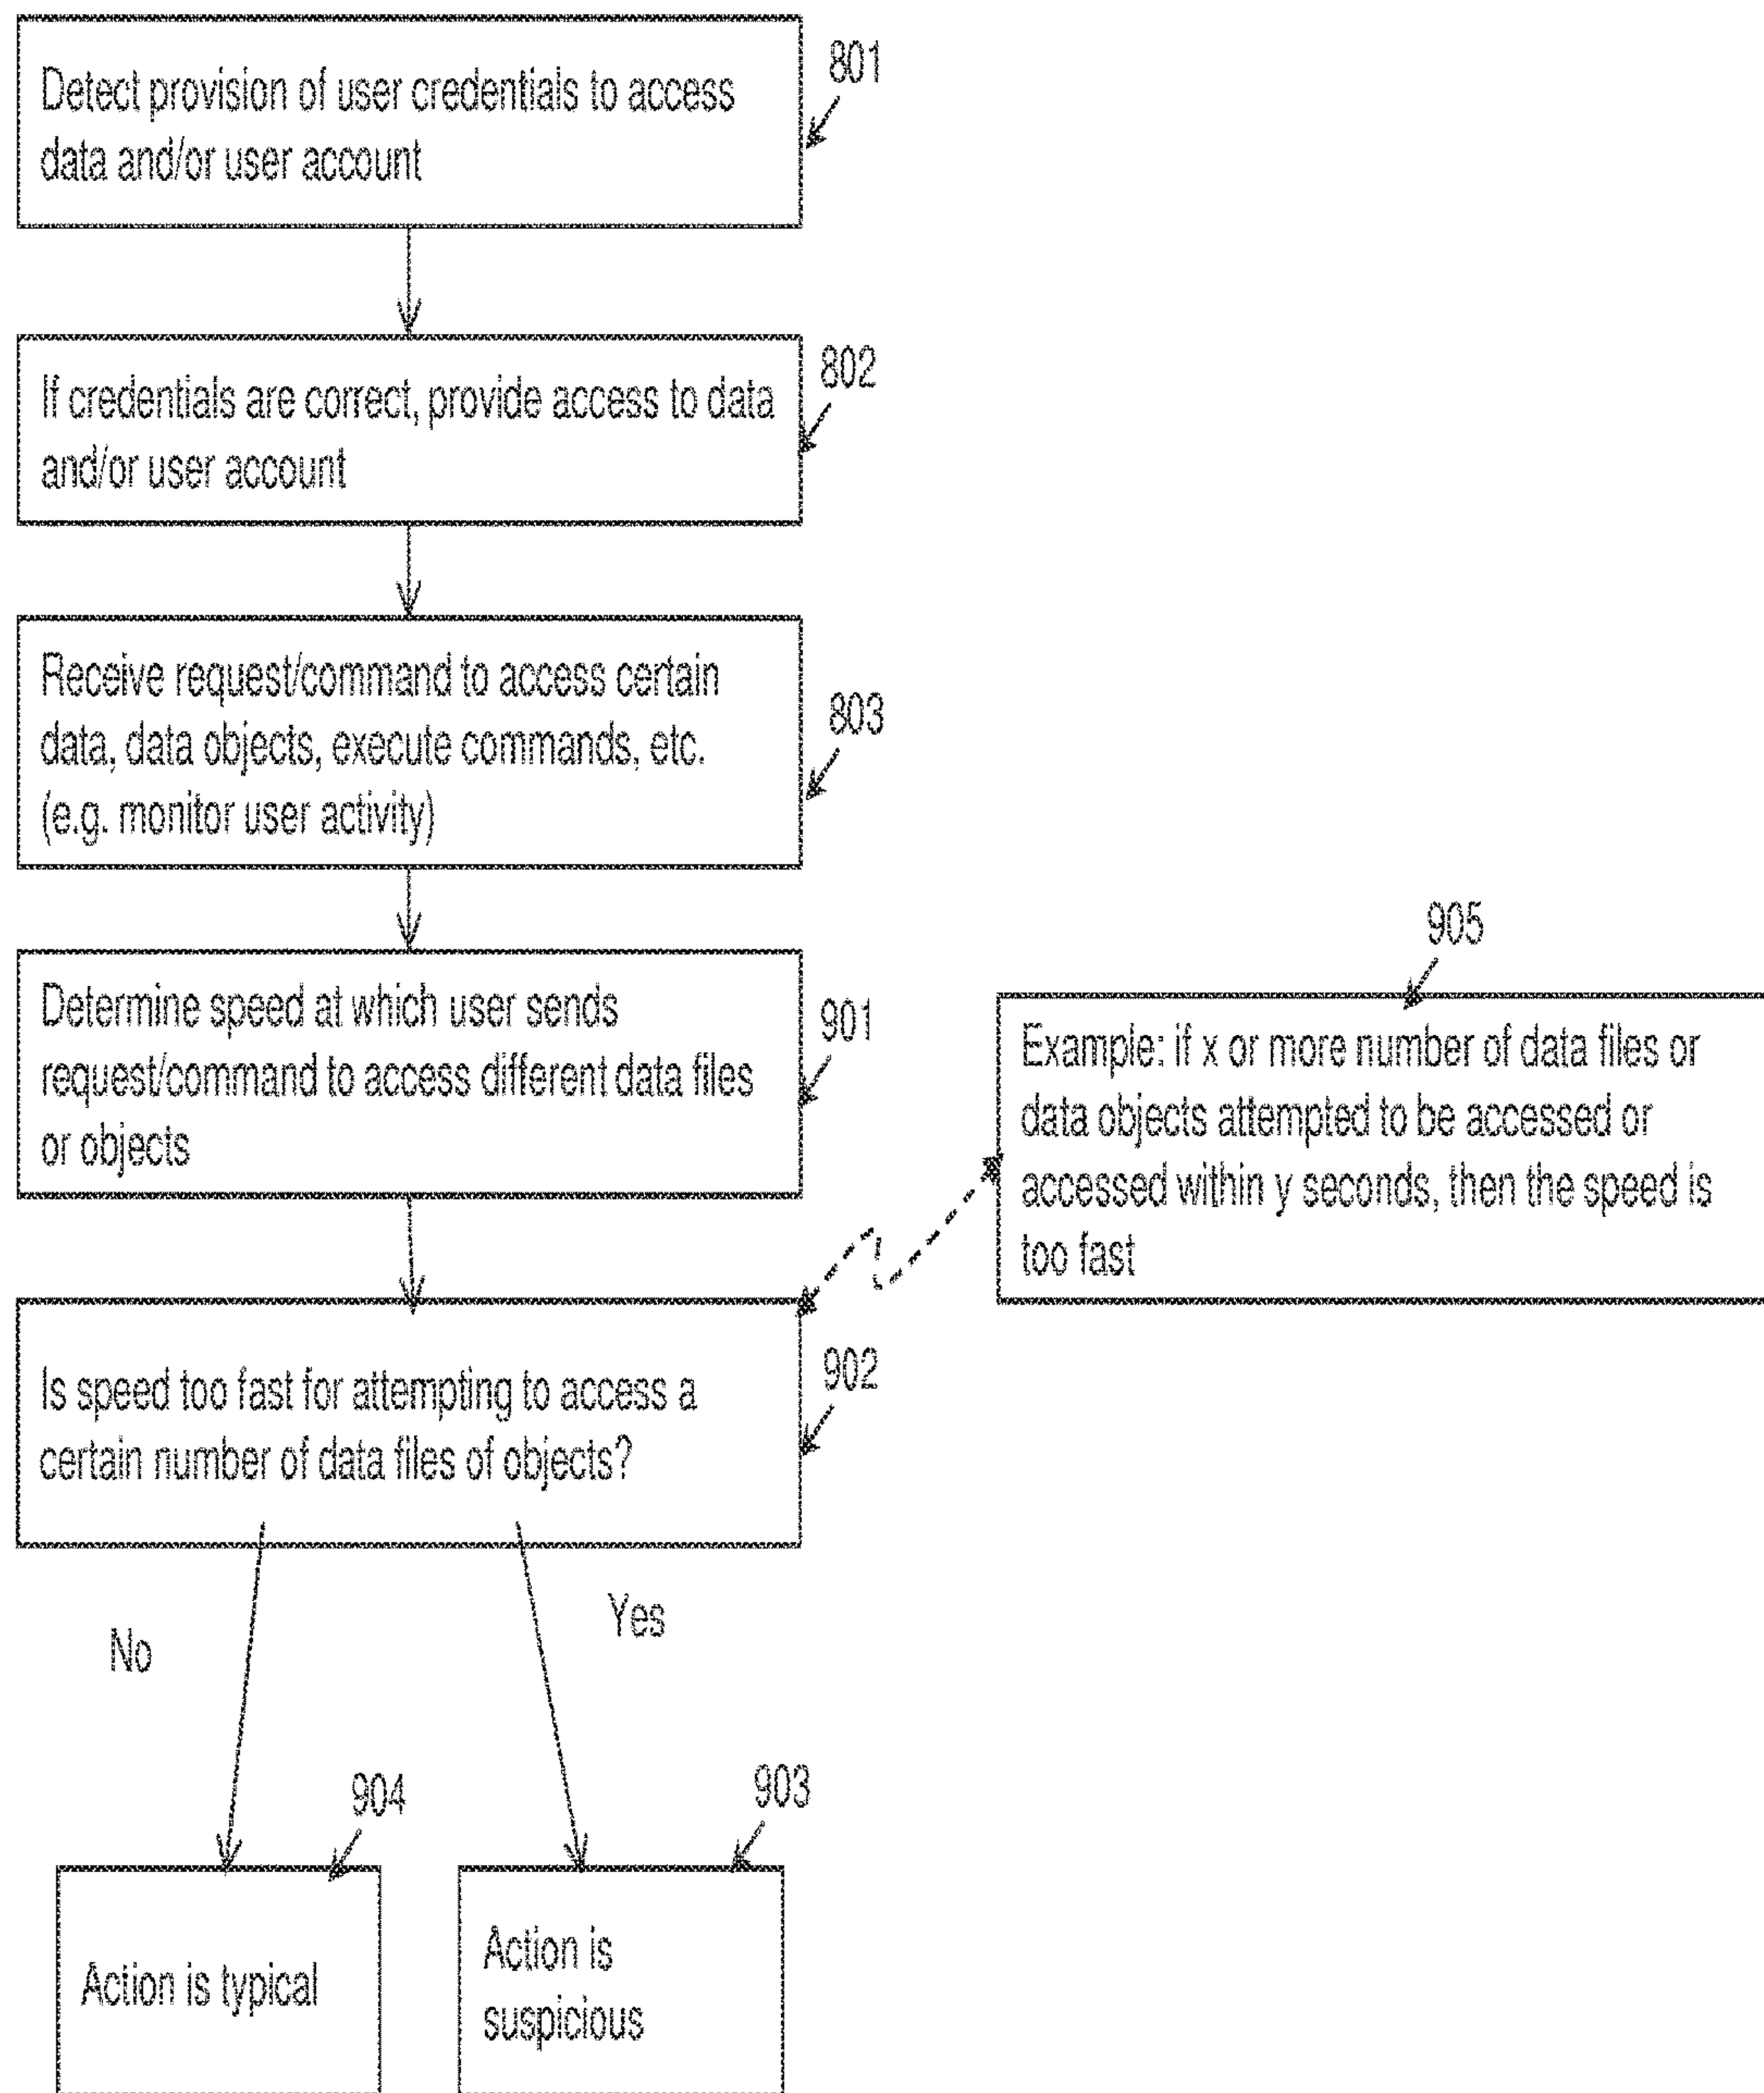 801
Detect provision of user credentials to access
data and/or user account
802
If credentials are correct, provide access to data
and/or user account
803
Receive request/command to access certain
data, data objects, execute commands, etc.
(e.g. monitor user activity)
901
Determine speed at which user sends
request/command to access different data files
or objects
905
Example: if x or more number of data files or
data objects attempted to be accessed or
accessed within y seconds, then the speed is
too fast
902
Is speed too fast for attempting to access a
certain number of data files of objects?
No
Yes
904
Action is typical
903
Action is
suspicious